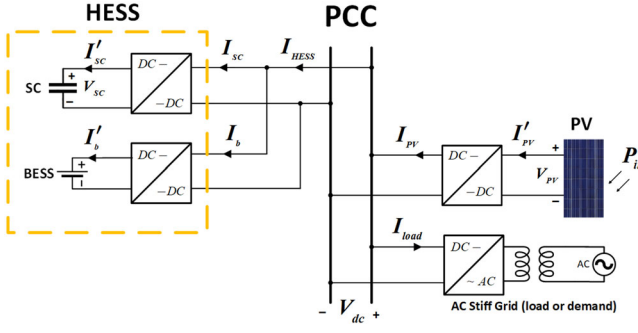 HESS
PCC
I'sc
DC –
Isc
IHESS
SC
+
Vsc
–
–DC
I'b
DC –
Ib
BESS
+
–
–DC
IPV
DC –
I'PV
PV
+
VPV
–
–DC
Iload
DC –
~ AC
AC
– Vdc +
AC Stiff Grid (load or demand)